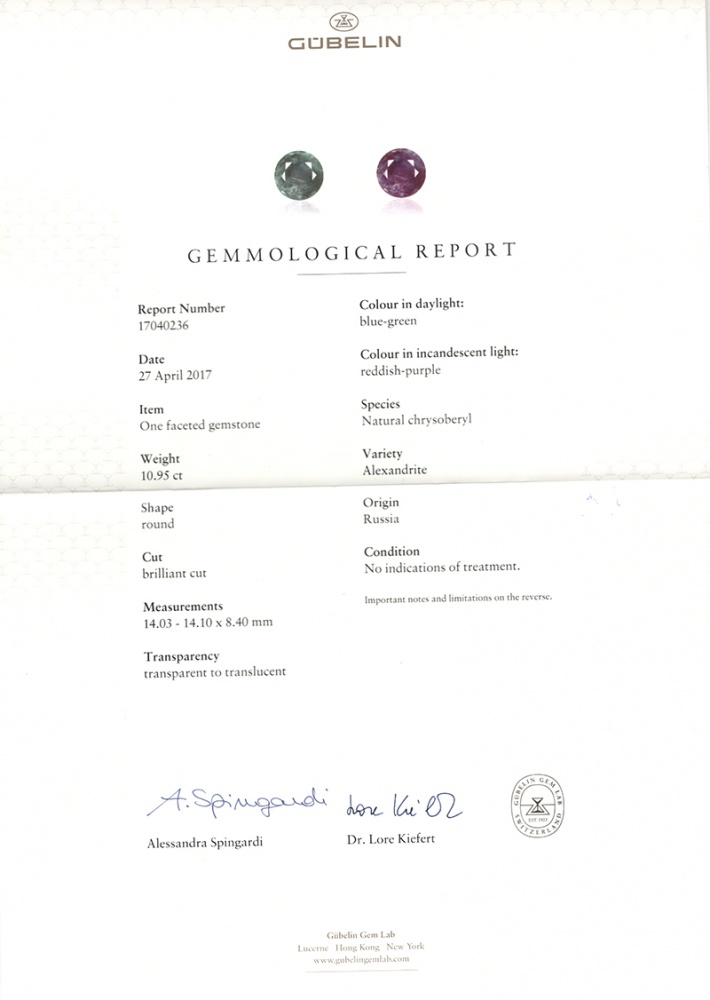 GÜBELIN
GEMMOLOGICAL REPORT
Report Number
17040236
Date
27 April 2017
Item
One faceted gemstone
Weight
10.95 ct
Shape
round
Cut
brilliant cut
Measurements
14.03 - 14.10 x 8.40 mm
Transparency
transparent to translucent
Colour in daylight:
blue-green
Colour in incandescent light:
reddish-purple
Species
Natural chrysoberyl
Variety
Alexandrite
Origin
Russia
Condition
No indications of treatment.
Important notes and limitations on the reverse.
A. Spingardi
Lore Kiefert
Alessandra Spingardi
Dr. Lore Kiefert
GÜBELIN GEM LAB
SWITZERLAND
EST 1923
Gübelin Gem Lab
Lucerne Hong Kong New York
www.gubelingemlab.com